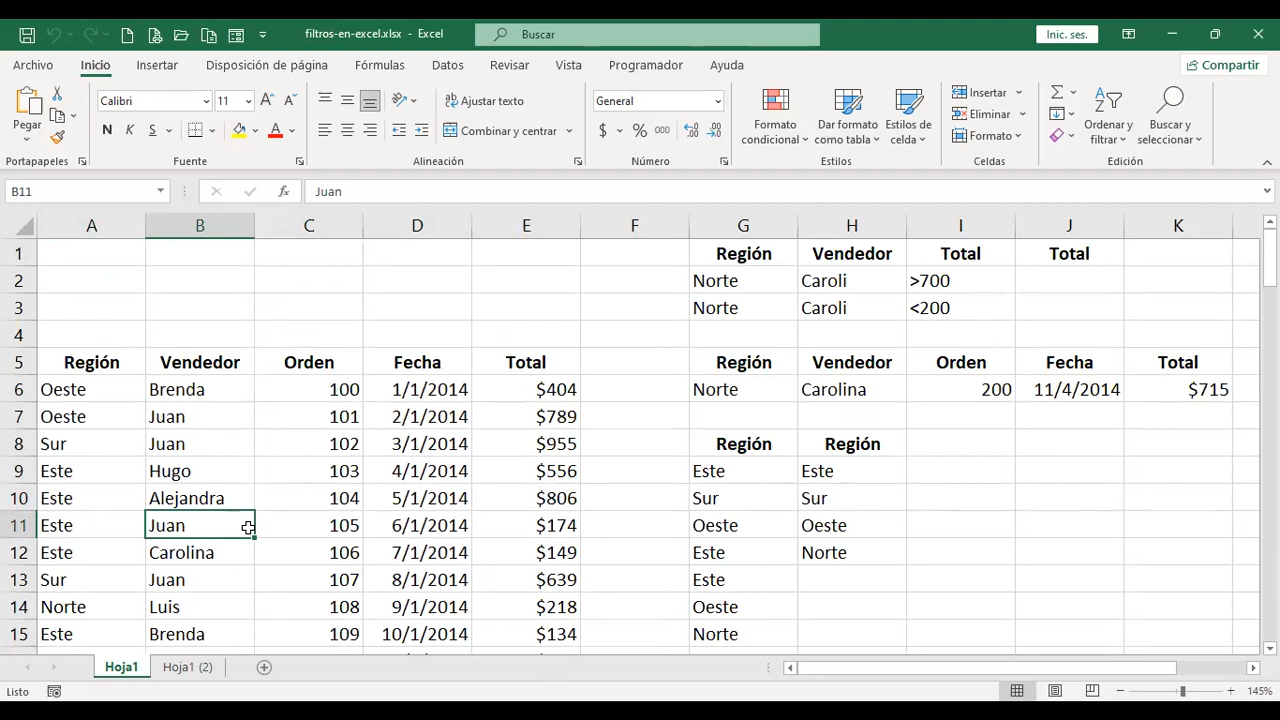 filtros-en-excel.xlsx - Excel
Buscar
Inic. ses.
Archivo Inicio Insertar Disposición de página Fórmulas Datos Revisar Vista Programador Ayuda
Compartir
Pegar
Calibri 11
N K S
Ajustar texto
Combinar y centrar
General
$ % 000
Formato condicional
Dar formato como tabla
Estilos de celda
Insertar
Eliminar
Formato
Ordenar y filtrar
Buscar y seleccionar
Portapapeles Fuente Alineación Número Estilos Celdas Edición
B11 fx Juan
A B C D E F G H I J K
1 Región Vendedor Total Total
2 Norte Caroli >700
3 Norte Caroli <200
4
5 Región Vendedor Orden Fecha Total Región Vendedor Orden Fecha Total
6 Oeste Brenda 100 1/1/2014 $404 Norte Carolina 200 11/4/2014 $715
7 Oeste Juan 101 2/1/2014 $789
8 Sur Juan 102 3/1/2014 $955 Región Región
9 Este Hugo 103 4/1/2014 $556 Este Este
10 Este Alejandra 104 5/1/2014 $806 Sur Sur
11 Este Juan 105 6/1/2014 $174 Oeste Oeste
12 Este Carolina 106 7/1/2014 $149 Este Norte
13 Sur Juan 107 8/1/2014 $639 Este
14 Norte Luis 108 9/1/2014 $218 Oeste
15 Este Brenda 109 10/1/2014 $134 Norte
Hoja1 Hoja1 (2)
Listo 145%